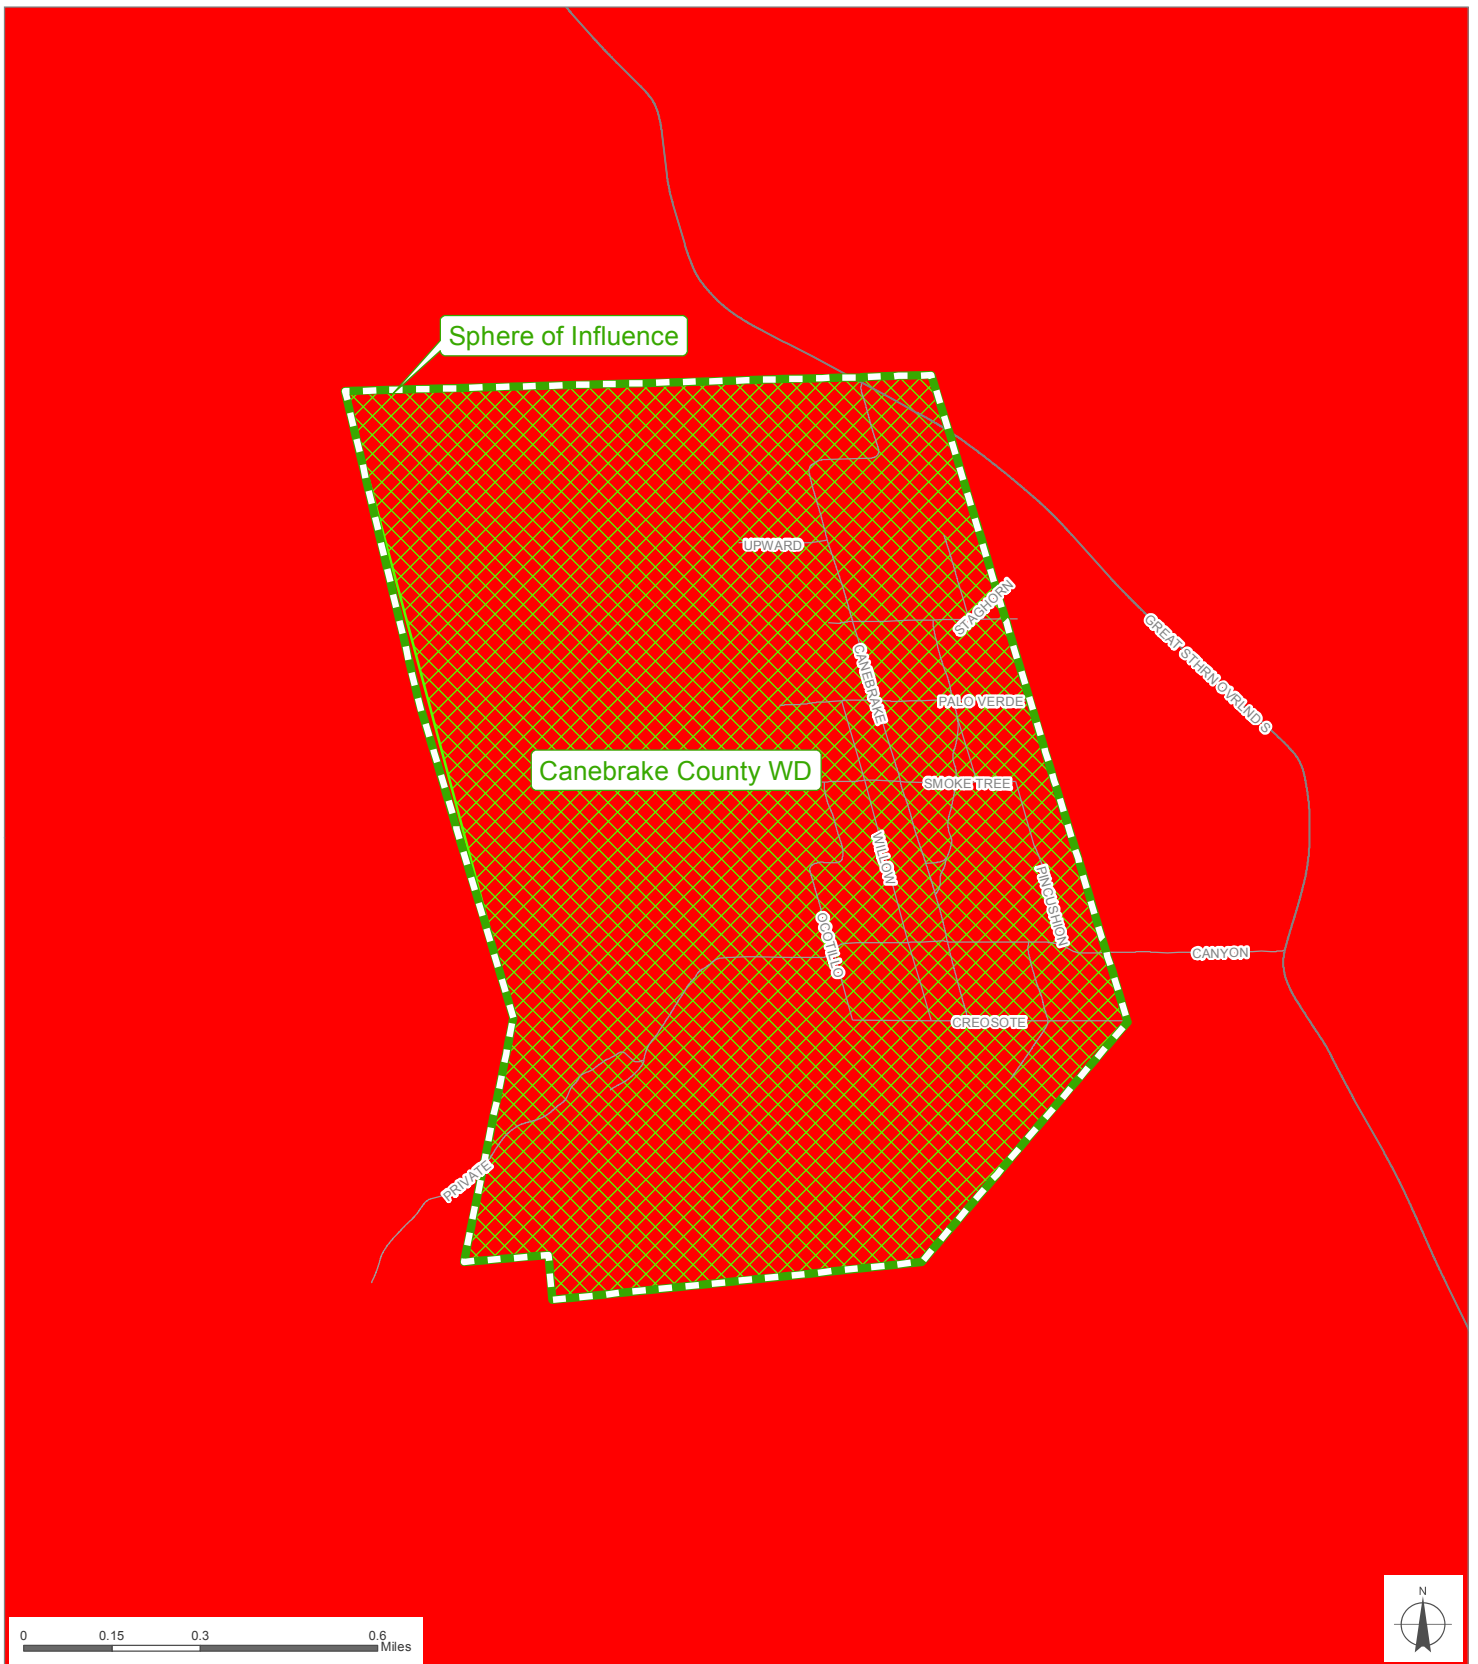 Sphere of Influence
UPWARD
STAGHORN
GREAT STHRN OVRLND S
CANEBRAKE
PALO VERDE
Canebrake County WD
SMOKE TREE
WILLOW
PINCUSHION
OCOTILLO
CANYON
CREOSOTE
PRIVATE
N
0 0.15 0.3 0.6
Miles